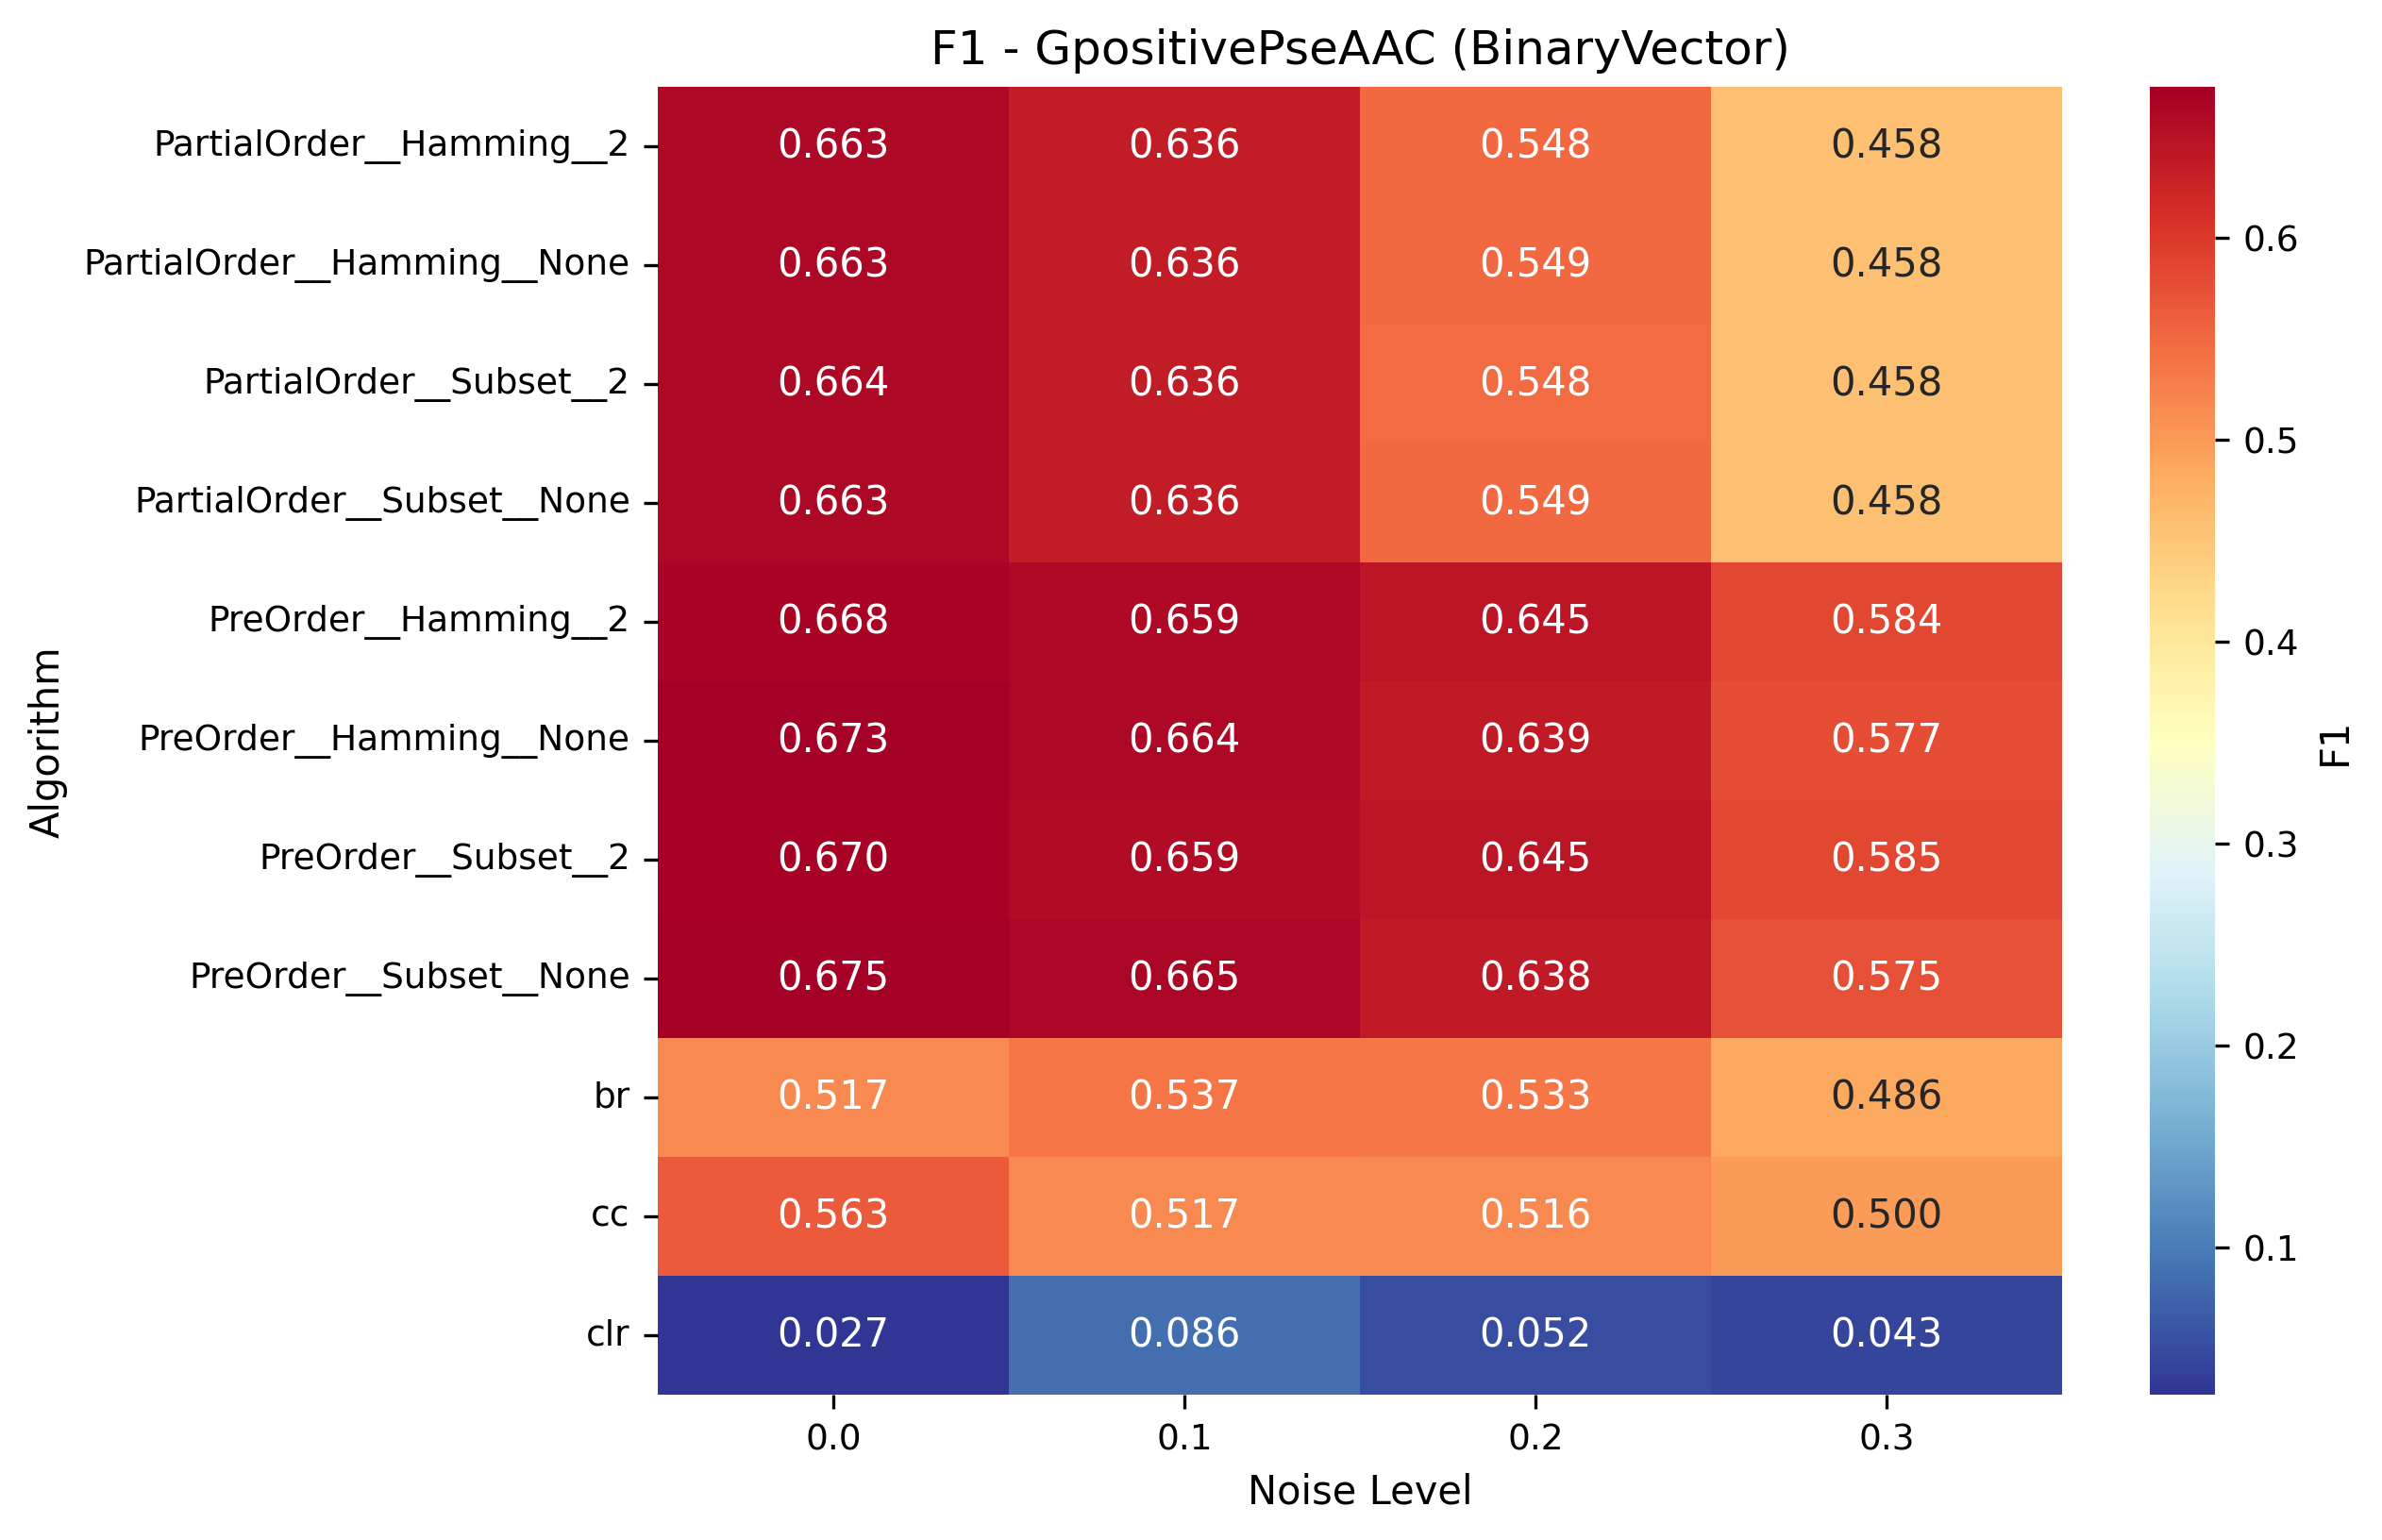 F1 - GpositivePseAAC (BinaryVector)
Algorithm
PartialOrder__Hamming__2 0.663 0.636 0.548 0.458
PartialOrder__Hamming__None 0.663 0.636 0.549 0.458
PartialOrder__Subset__2 0.664 0.636 0.548 0.458
PartialOrder__Subset__None 0.663 0.636 0.549 0.458
PreOrder__Hamming__2 0.668 0.659 0.645 0.584
PreOrder__Hamming__None 0.673 0.664 0.639 0.577
PreOrder__Subset__2 0.670 0.659 0.645 0.585
PreOrder__Subset__None 0.675 0.665 0.638 0.575
br 0.517 0.537 0.533 0.486
cc 0.563 0.517 0.516 0.500
clr 0.027 0.086 0.052 0.043
0.0 0.1 0.2 0.3
Noise Level
0.6
0.5
0.4
0.3
0.2
0.1
F1